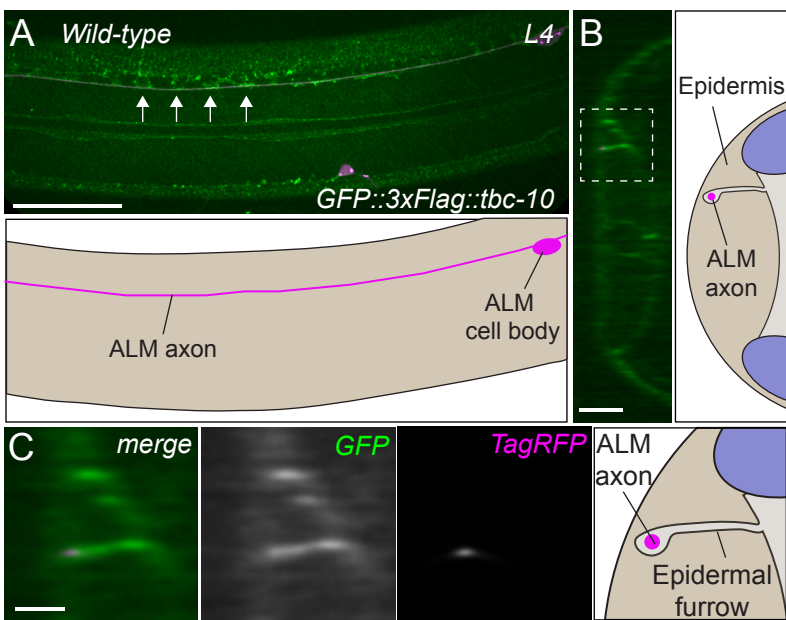 A
Wild-type
L4
GFP::3xFlag::tbc-10
ALM axon
ALM
cell body
B
Epidermis
ALM
axon
C
merge
GFP
TagRFP
ALM
axon
Epidermal
furrow